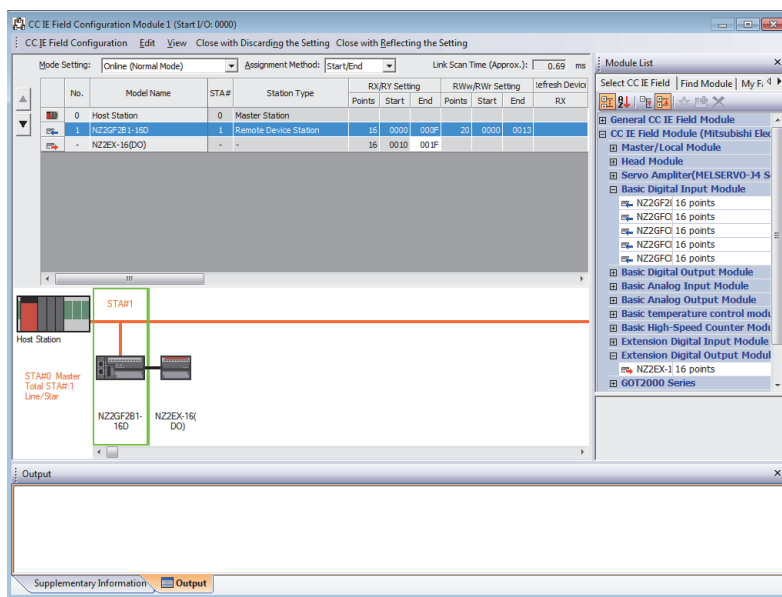 CC IE Field Configuration Module 1 (Start I/O: 0000)
CC IE Field Configuration Edit View Close with Discarding the Setting Close with Reflecting the Setting
Mode Setting: Online (Normal Mode) Assignment Method: Start/End Link Scan Time (Approx.): 0.69 ms
No. Model Name STA# Station Type RX/RY Setting RWw/RWr Setting Refresh Device
Points Start End Points Start End RX
0 Host Station 0 Master Station
1 NZ2GF2B1-16D 1 Remote Device Station 16 0000 000F 20 0000 0013
- NZ2EX-16(DO) - - 16 0010 001F
STA#1
Host Station
STA#0 Master
Total STA#:1
Line/Star
NZ2GF2B1-
16D
NZ2EX-16(
DO)
Module List
Select CC IE Field Find Module My F
General CC IE Field Module
CC IE Field Module (Mitsubishi Elec
Master/Local Module
Head Module
Servo Ampliter(MELSERVO-J4 S
Basic Digital Input Module
NZ2GF2 16 points
NZ2GFC 16 points
NZ2GFC 16 points
NZ2GFC 16 points
NZ2GFC 16 points
Basic Digital Output Module
Basic Analog Input Module
Basic Analog Output Module
Basic temperature control modu
Basic High-Speed Counter Modu
Extension Digital Input Module
Extension Digital Output Modul
NZ2EX-1 16 points
GOT2000 Series
Output
Supplementary Information Output